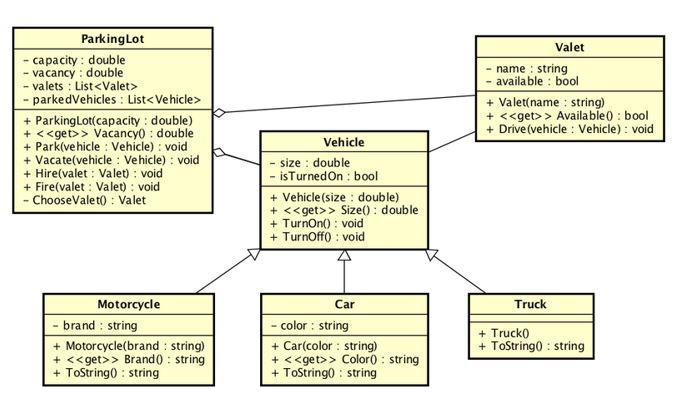 ParkingLot
– capacity : double
– vacancy : double
– valets : List<Valet>
– parkedVehicles : List<Vehicle>
+ ParkingLot(capacity : double)
+ <<get>> Vacancy() : double
+ Park(vehicle : Vehicle) : void
+ Vacate(vehicle : Vehicle) : void
+ Hire(valet : Valet) : void
+ Fire(valet : Valet) : void
– ChooseValet() : Valet
Valet
– name : string
– available : bool
+ Valet(name : string)
+ <<get>> Available() : bool
+ Drive(vehicle : Vehicle) : void
Vehicle
– size : double
– isTurnedOn : bool
+ Vehicle(size : double)
+ <<get>> Size() : double
+ TurnOn() : void
+ TurnOff() : void
Motorcycle
– brand : string
+ Motorcycle(brand : string)
+ <<get>> Brand() : string
+ ToString() : string
Car
– color : string
+ Car(color : string)
+ <<get>> Color() : string
+ ToString() : string
Truck
+ Truck()
+ ToString() : string